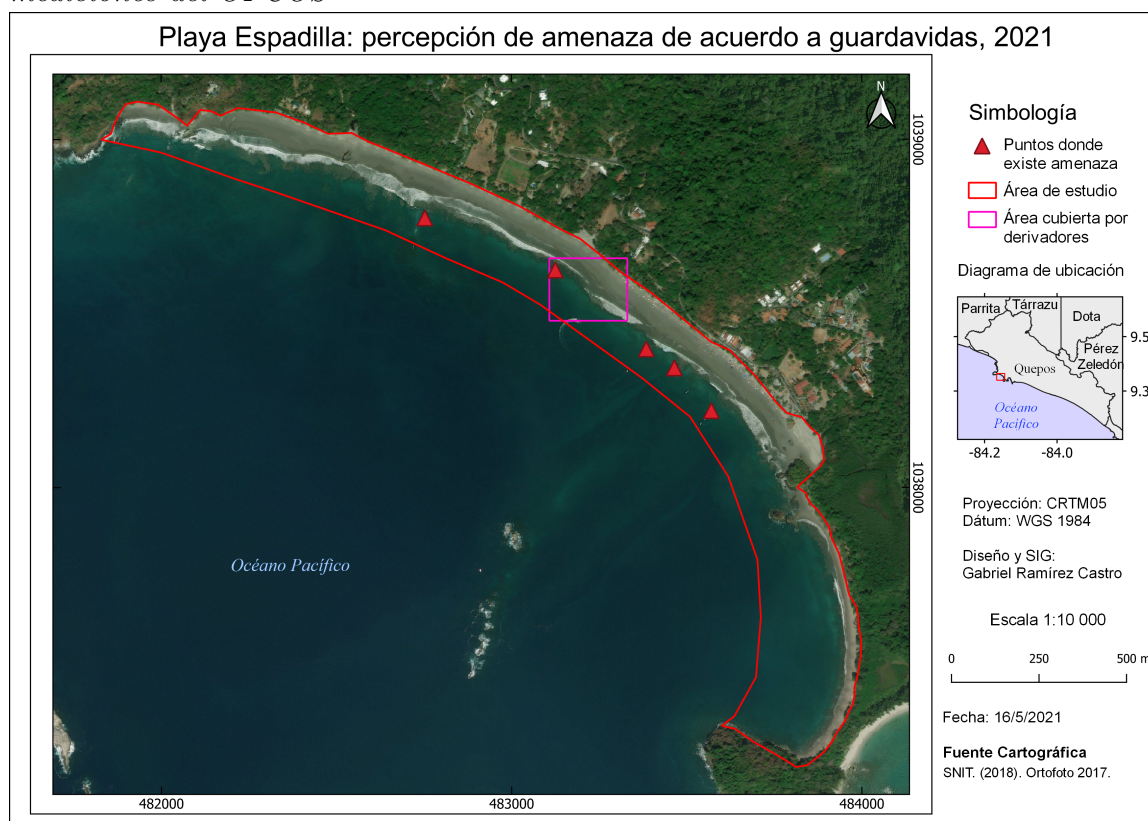 Playa Espadilla: percepción de amenaza de acuerdo a guardavidas, 2021
N
1039000
1038000
482000
483000
484000
Océano Pacífico
Simbología
Puntos donde
existe amenaza
Área de estudio
Área cubierta por
derivadores
Diagrama de ubicación
Parrita
Tárrazu
Dota
Pérez
Zeledón
Quepos
Océano
Pacífico
9.5
9.3
-84.2
-84.0
Proyección: CRTM05
Dátum: WGS 1984
Diseño y SIG:
Gabriel Ramírez Castro
Escala 1:10 000
0
250
500 m
Fecha: 16/5/2021
Fuente Cartográfica
SNIT. (2018). Ortofoto 2017.